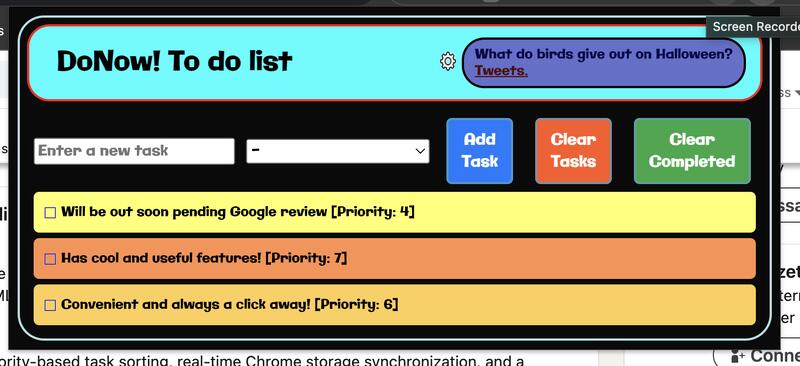 Screen Recorde
DoNow! To do list
What do birds give out on Halloween?
Tweets.
Enter a new task
–
Add
Task
Clear
Tasks
Clear
Completed
Will be out soon pending Google review [Priority: 4]
Has cool and useful features! [Priority: 7]
Convenient and always a click away! [Priority: 6]
ority-based task sorting, real-time Chrome storage synchronization, and a
Conne